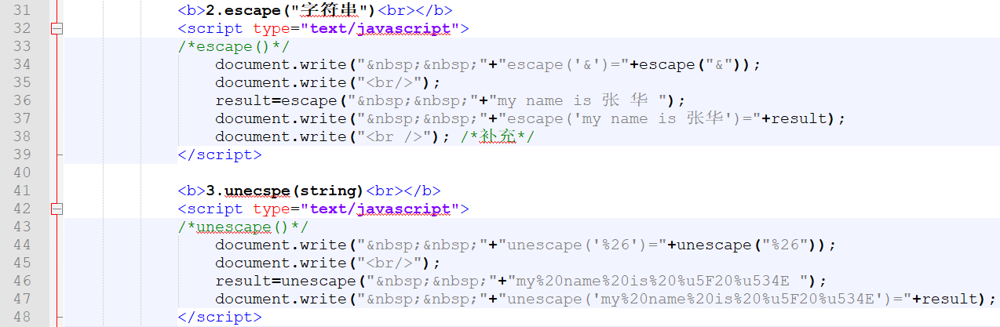 31 <b>2.escape("字符串")<br></b>
32 <script type="text/javascript">
33 /*escape()*/
34 document.write("&nbsp;&nbsp;"+"escape('&')="+escape("&"));
35 document.write("<br/>");
36 result=escape("&nbsp;&nbsp;"+"my name is 张 华 ");
37 document.write("&nbsp;&nbsp;"+"escape('my name is 张华')="+result);
38 document.write("<br />"); /*补充*/
39 </script>
40
41 <b>3.unecspe(string)<br></b>
42 <script type="text/javascript">
43 /*unescape()*/
44 document.write("&nbsp;&nbsp;"+"unescape('%26')="+unescape("%26"));
45 document.write("<br/>");
46 result=unescape("&nbsp;&nbsp;"+"my%20name%20is%20%u5F20%u534E ");
47 document.write("&nbsp;&nbsp;"+"unescape('my%20name%20is%20%u5F20%u534E')="+result);
48 </script>